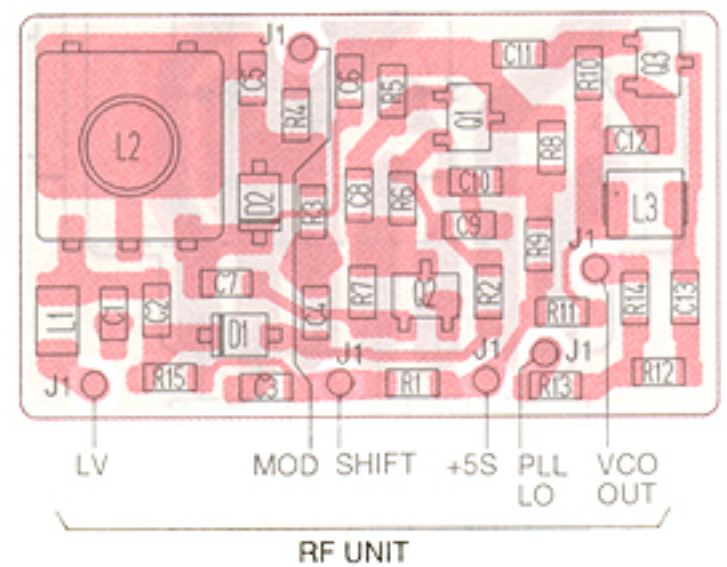 J1 C11 Q3
C5 C6 R5 R10
R4 Q1
L2 R8 C12
D2 R3 C8 R6 C10 L3
C9 R9 J1
C7 R7 Q2 R2 R14 C13
L1 C1 C2 C4 R11
D1
J1 R15 C3 J1 R1 J1 J1 R13 R12
LV MOD SHIFT +5S PLL VCO
LO OUT
RF UNIT